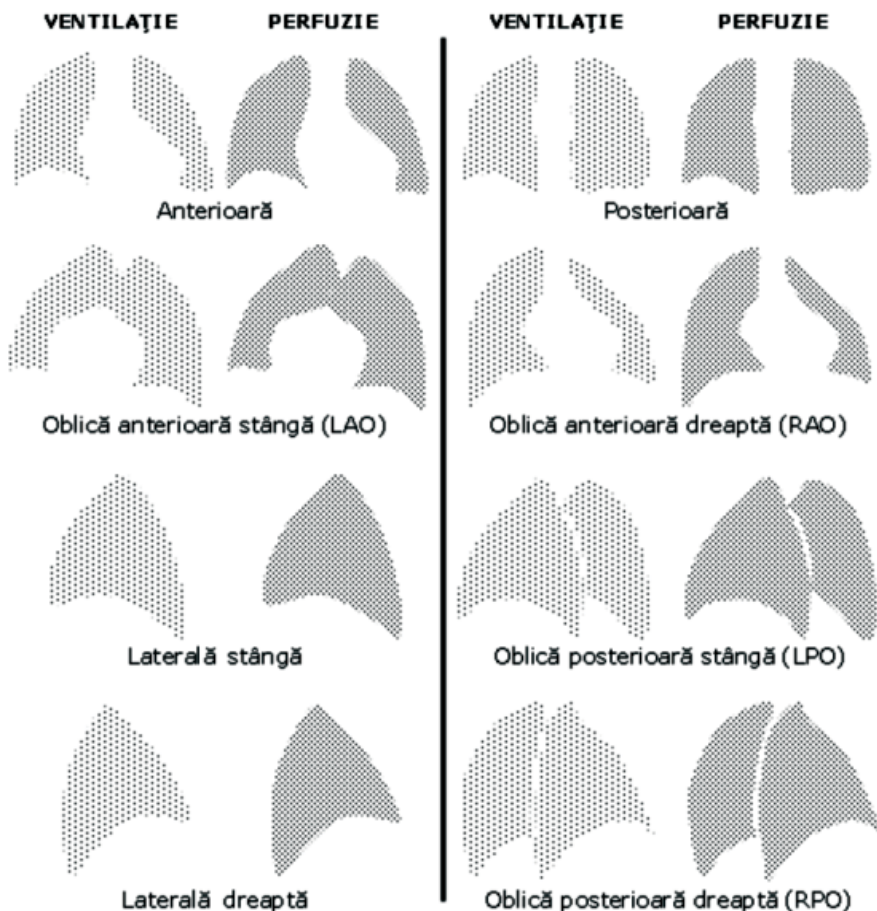 VENTILAŢIE PERFUZIE VENTILAŢIE PERFUZIE
Anterioară Posterioară
Oblică anterioară stângă (LAO) Oblică anterioară dreaptă (RAO)
Laterală stângă Oblică posterioară stângă (LPO)
Laterală dreaptă Oblică posterioară dreaptă (RPO)